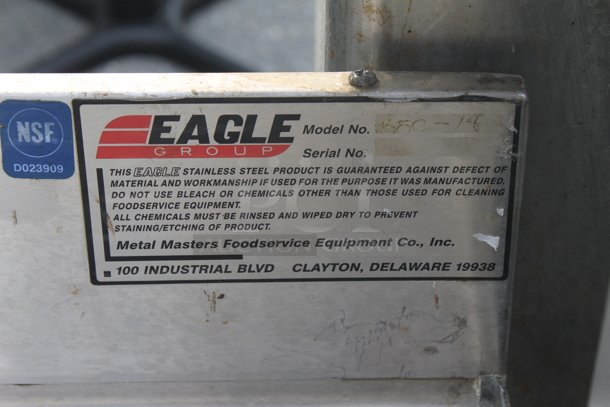 NSF
D023909
EAGLE
GROUP
Model No.
Serial No.
THIS EAGLE STAINLESS STEEL PRODUCT IS GUARANTEED AGAINST DEFECT OF
MATERIAL AND WORKMANSHIP IF USED FOR THE PURPOSE IT WAS MANUFACTURED.
DO NOT USE BLEACH OR CHEMICALS OTHER THAN THOSE USED FOR CLEANING
FOODSERVICE EQUIPMENT.
ALL CHEMICALS MUST BE RINSED AND WIPED DRY TO PREVENT
STAINING/ETCHING OF PRODUCT.
Metal Masters Foodservice Equipment Co., Inc.
100 INDUSTRIAL BLVD CLAYTON, DELAWARE 19938